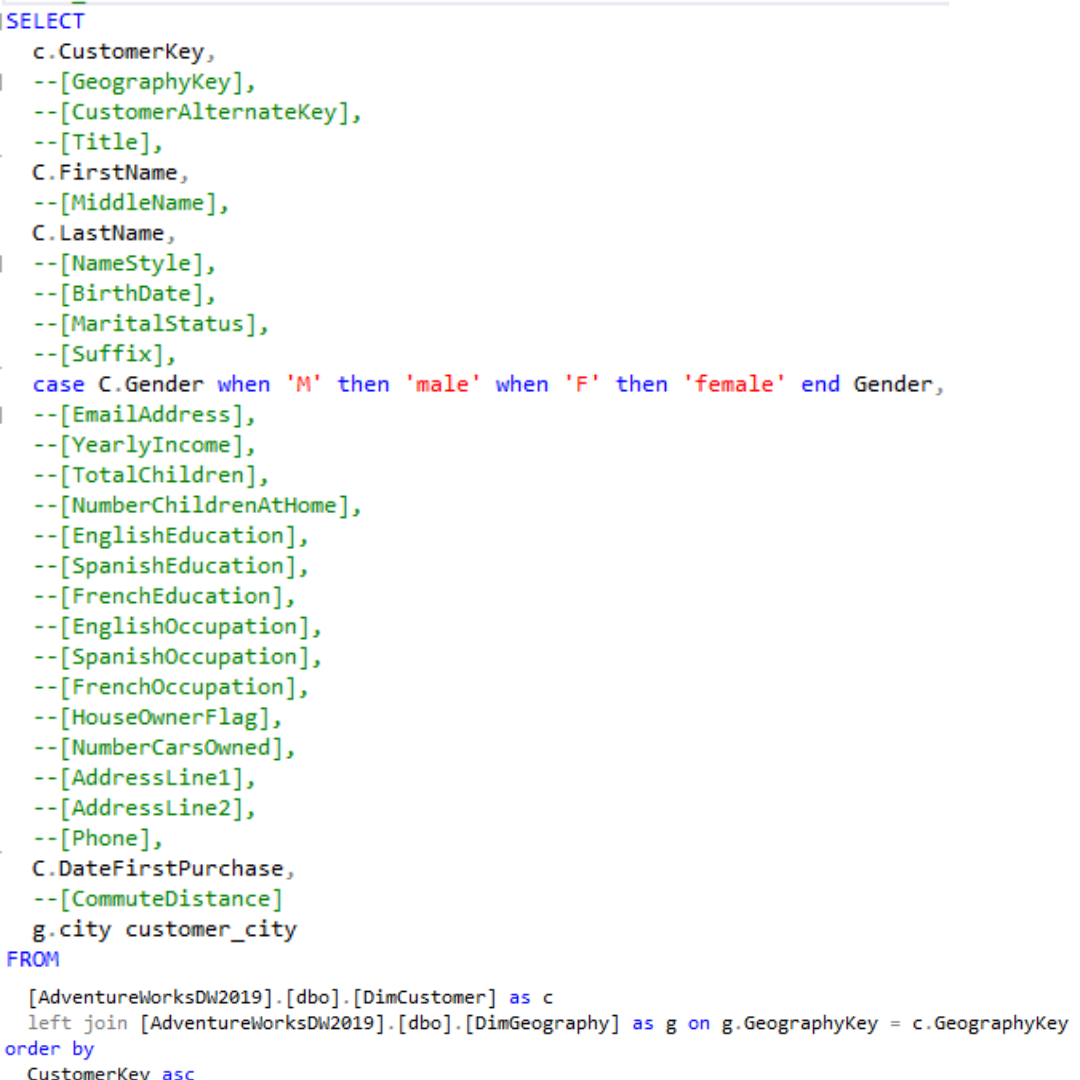 SELECT
c.CustomerKey,
--[GeographyKey],
--[CustomerAlternateKey],
--[Title],
C.FirstName,
--[MiddleName],
C.LastName,
--[NameStyle],
--[BirthDate],
--[MaritalStatus],
--[Suffix],
case C.Gender when 'M' then 'male' when 'F' then 'female' end Gender,
--[EmailAddress],
--[YearlyIncome],
--[TotalChildren],
--[NumberChildrenAtHome],
--[EnglishEducation],
--[SpanishEducation],
--[FrenchEducation],
--[EnglishOccupation],
--[SpanishOccupation],
--[FrenchOccupation],
--[HouseOwnerFlag],
--[NumberCarsOwned],
--[AddressLine1],
--[AddressLine2],
--[Phone],
C.DateFirstPurchase,
--[CommuteDistance]
g.city customer_city
FROM
[AdventureWorksDW2019].[dbo].[DimCustomer] as c
left join [AdventureWorksDW2019].[dbo].[DimGeography] as g on g.GeographyKey = c.GeographyKey
order by
CustomerKey asc